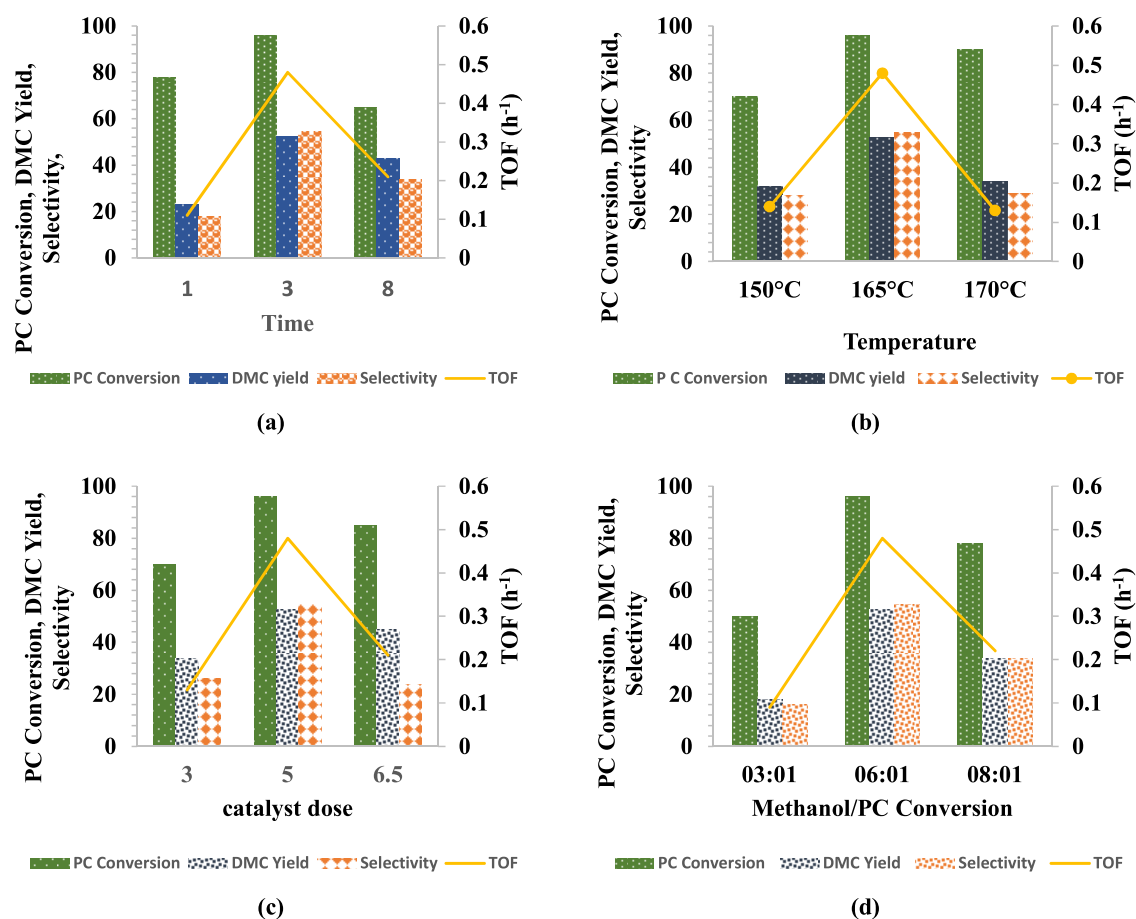 (a)
PC Conversion, DMC Yield,
Selectivity,
100
80
60
40
20
0
0.6
0.5
0.4
0.3
0.2
0.1
0
TOF (h-1)
1 3 8
Time
PC Conversion DMC yield Selectivity TOF
(a)
(b)
PC Conversion, DMC Yield,
Selectivity
100
80
60
40
20
0
0.6
0.5
0.4
0.3
0.2
0.1
0
TOF (h-1)
150°C 165°C 170°C
Temperature
P C Conversion DMC yield Selectivity TOF
(b)
PC Conversion, DMC Yield,
Selectivity
100
80
60
40
20
0
0.6
0.5
0.4
0.3
0.2
0.1
0
TOF (h-1)
3 5 6.5
catalyst dose
PC Conversion DMC Yield Selectivity TOF
(c)
PC Conversion, DMC Yield,
Selectivity
100
80
60
40
20
0
0.6
0.5
0.4
0.3
0.2
0.1
0
TOF (h-1)
03:01 06:01 08:01
Methanol/PC Conversion
PC Conversion DMC Yield Selectivity TOF
(d)